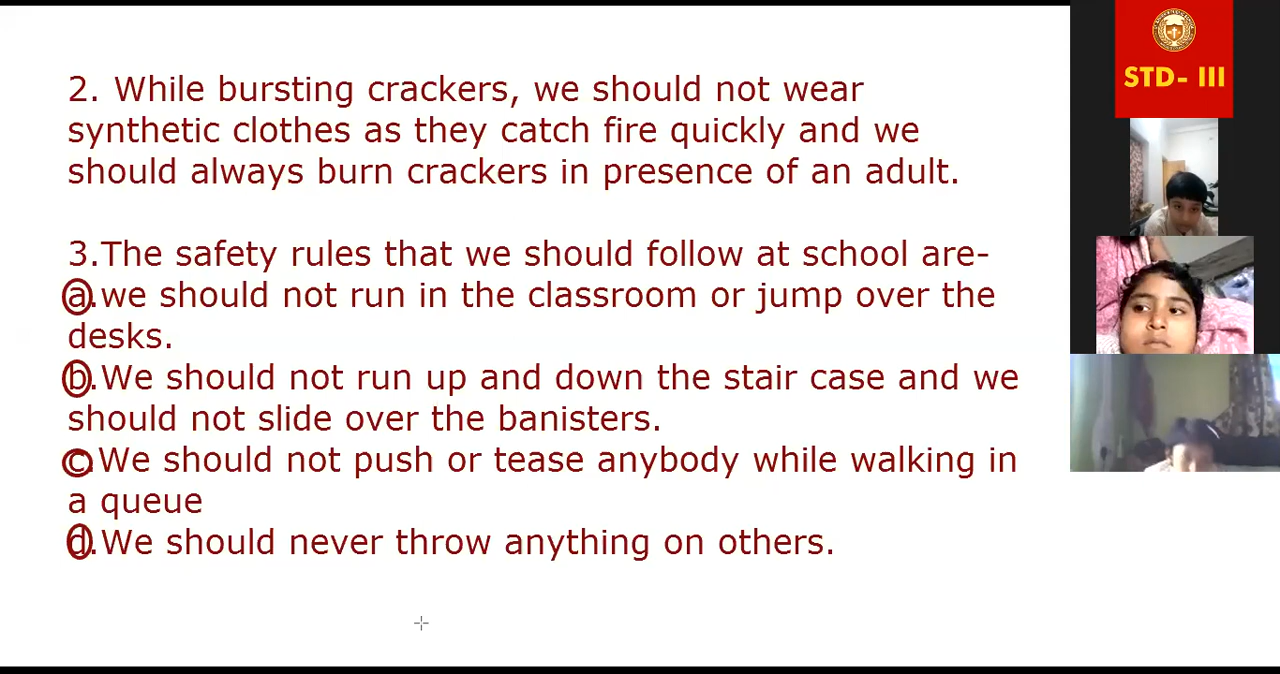 2. While bursting crackers, we should not wear
synthetic clothes as they catch fire quickly and we
should always burn crackers in presence of an adult.
3.The safety rules that we should follow at school are-
a.we should not run in the classroom or jump over the
desks.
b.We should not run up and down the stair case and we
should not slide over the banisters.
c.We should not push or tease anybody while walking in
a queue
d.We should never throw anything on others.
STD- III